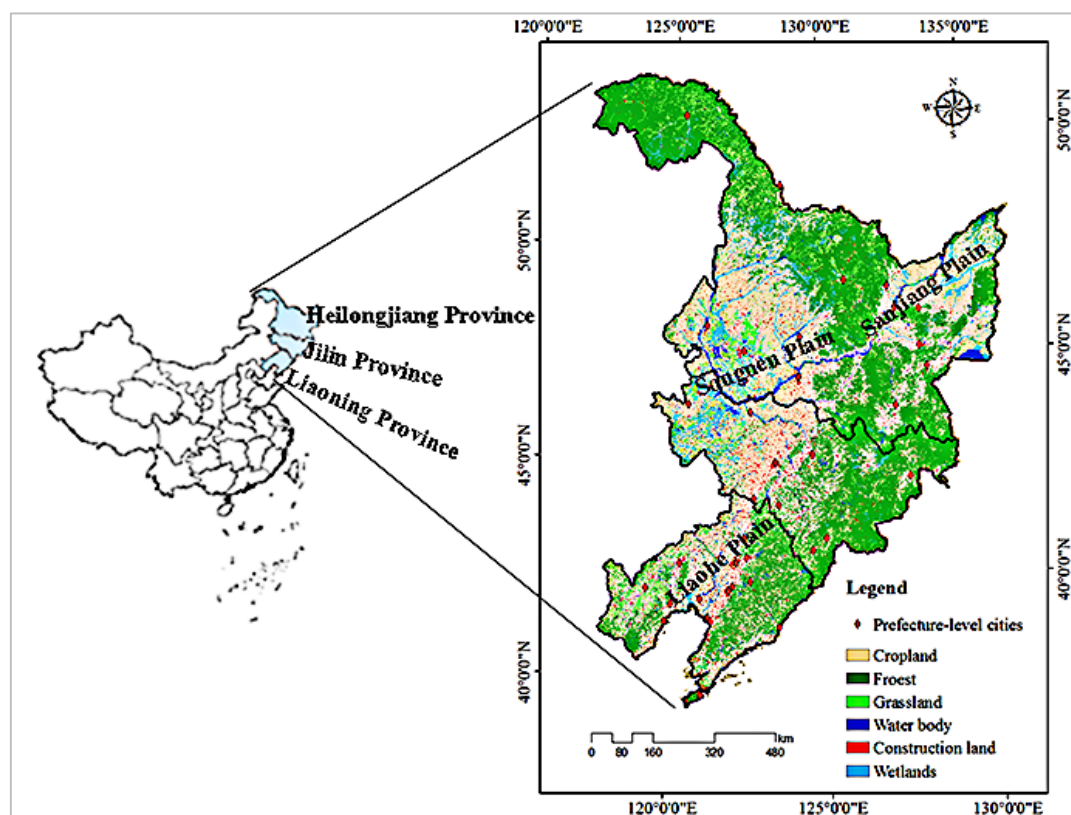 120°0'0"E 125°0'0"E 130°0'0"E 135°0'0"E
N
W E
S
50°0'0"N
50°0'0"N
Sanjiang Plain
Heilongjiang Province
Jilin Province
Liaoning Province
Songnen Plain
45°0'0"N
45°0'0"N
Liaohe Plain
40°0'0"N
40°0'0"N
Legend
Prefecture-level cities
Cropland
Froest
Grassland
Water body
Construction land
Wetlands
km
0 80 160 320 480
120°0'0"E 125°0'0"E 130°0'0"E